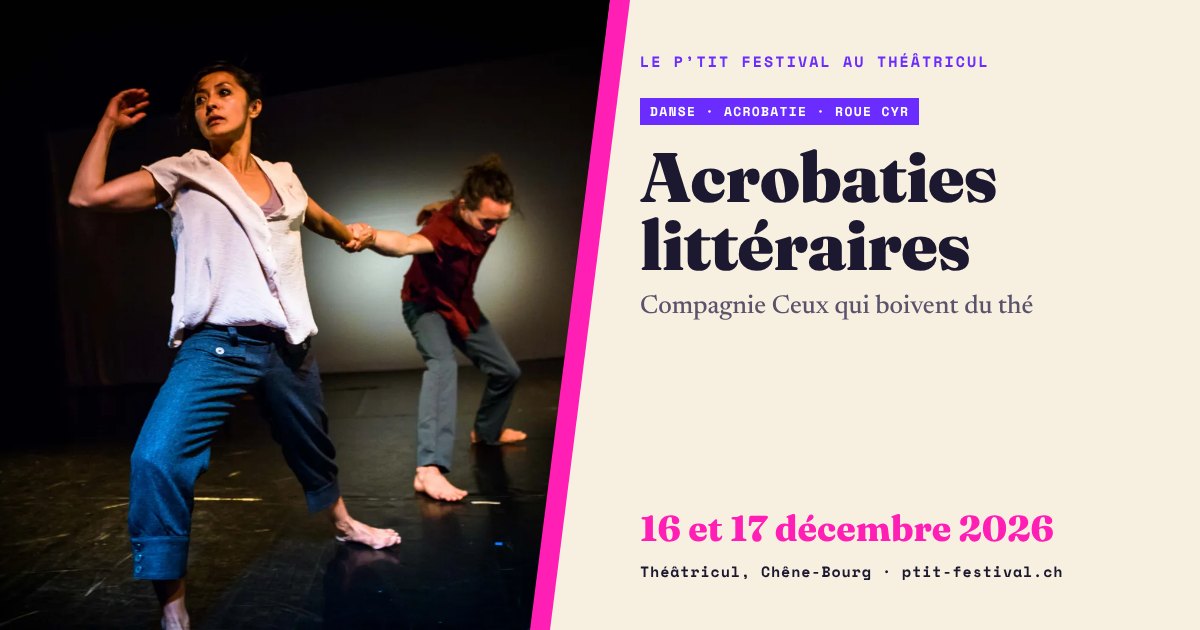 LE P'TIT FESTIVAL AU THÉÂTRICUL
DANSE · ACROBATIE · ROUE CYR
Acrobaties
littéraires
Compagnie Ceux qui boivent du thé
16 et 17 décembre 2026
Théâtricul, Chêne-Bourg · ptit-festival.ch